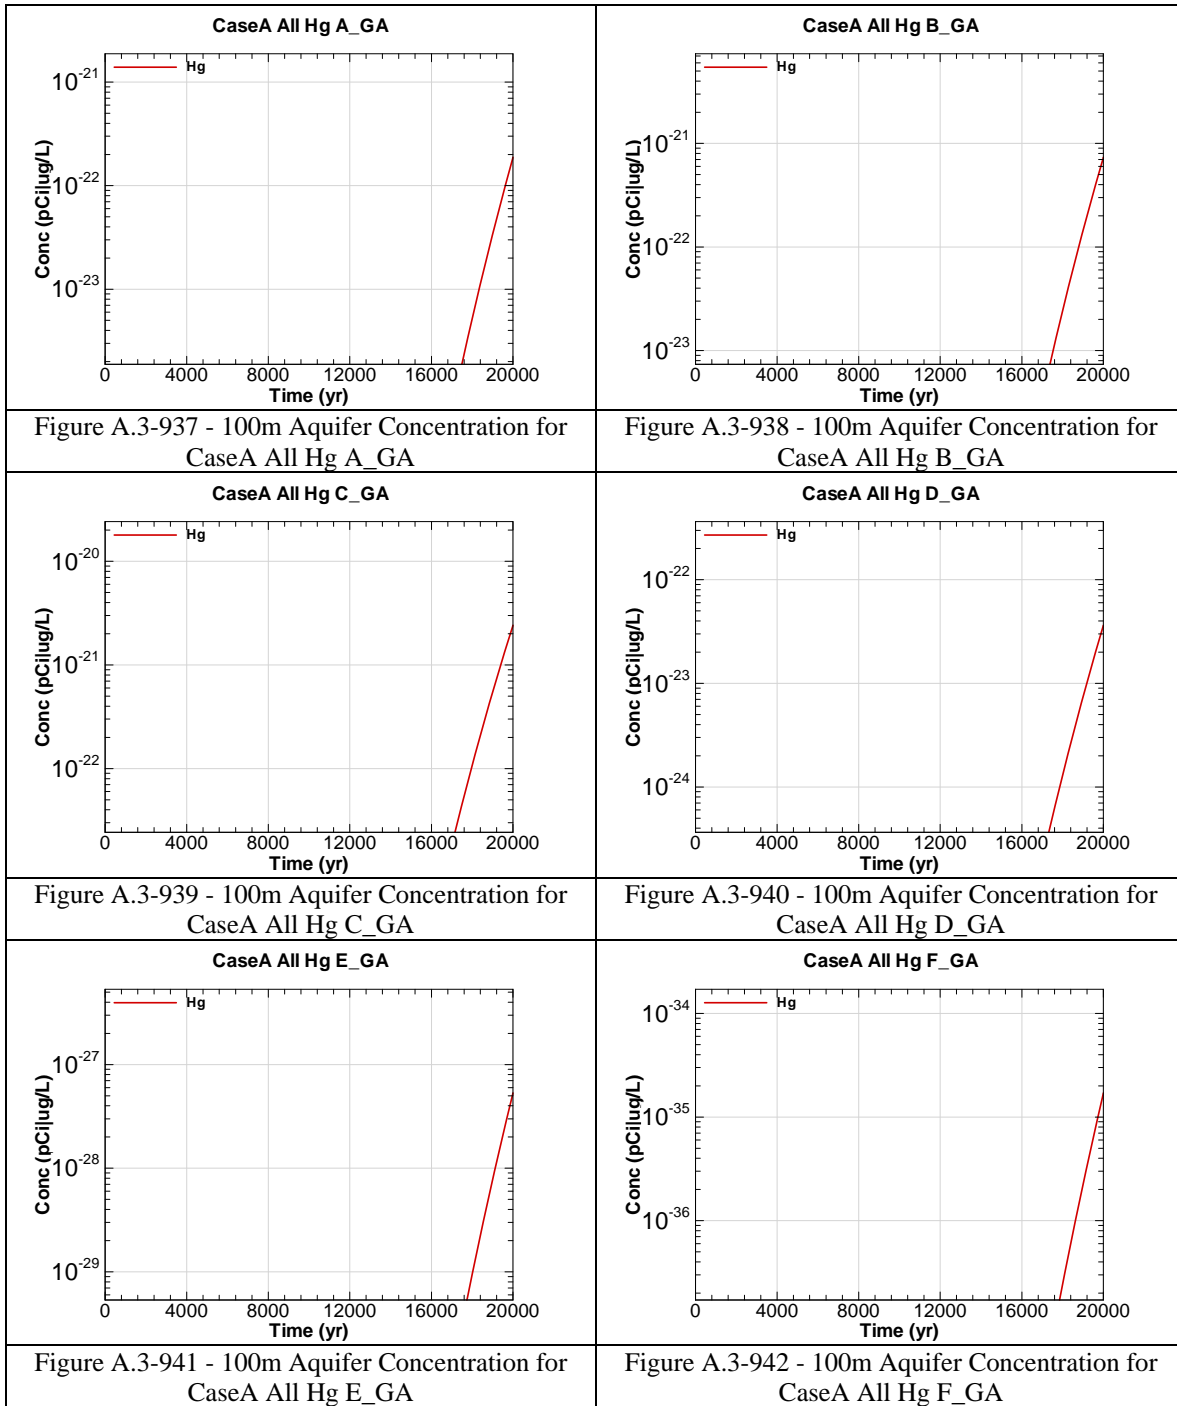 CaseA All Hg A_GA
Hg
10-21
10-22
10-23
Conc (pCi|ug/L)
0 4000 8000 12000 16000 20000
Time (yr)
Figure A.3-937 - 100m Aquifer Concentration for
CaseA All Hg A_GA
CaseA All Hg B_GA
Hg
10-21
10-22
10-23
Conc (pCi|ug/L)
0 4000 8000 12000 16000 20000
Time (yr)
Figure A.3-938 - 100m Aquifer Concentration for
CaseA All Hg B_GA
CaseA All Hg C_GA
Hg
10-20
10-21
10-22
Conc (pCi|ug/L)
0 4000 8000 12000 16000 20000
Time (yr)
Figure A.3-939 - 100m Aquifer Concentration for
CaseA All Hg C_GA
CaseA All Hg D_GA
Hg
10-22
10-23
10-24
Conc (pCi|ug/L)
0 4000 8000 12000 16000 20000
Time (yr)
Figure A.3-940 - 100m Aquifer Concentration for
CaseA All Hg D_GA
CaseA All Hg E_GA
Hg
10-27
10-28
10-29
Conc (pCi|ug/L)
0 4000 8000 12000 16000 20000
Time (yr)
Figure A.3-941 - 100m Aquifer Concentration for
CaseA All Hg E_GA
CaseA All Hg F_GA
Hg
10-34
10-35
10-36
Conc (pCi|ug/L)
0 4000 8000 12000 16000 20000
Time (yr)
Figure A.3-942 - 100m Aquifer Concentration for
CaseA All Hg F_GA